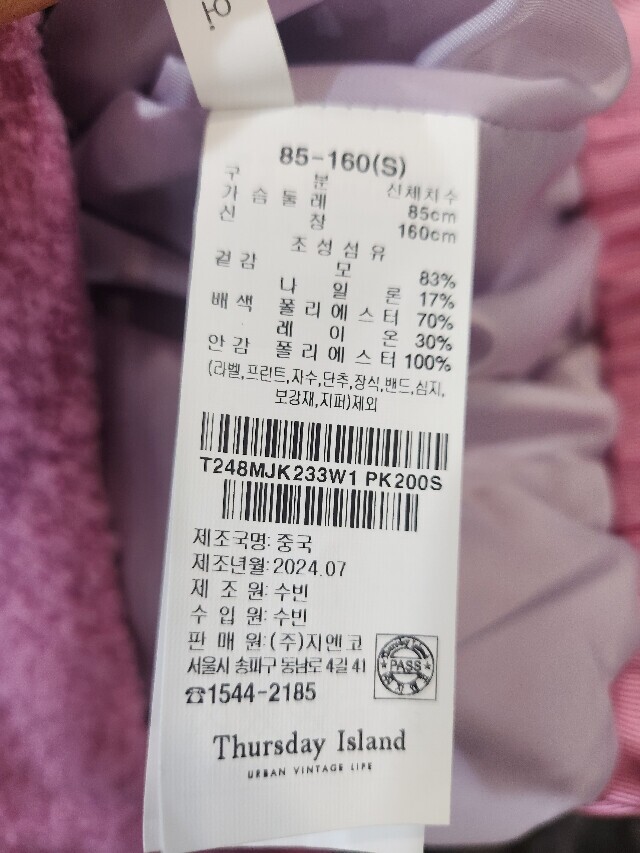 85-160(S)
구 분 신체치수
가슴둘레 85cm
신 장 160cm
조성섬유
겉감 모 83%
나 일 론 17%
배색 폴리에스터 70%
레 이 온 30%
안감 폴리에스터 100%
(라벨,프린트,자수,단추,장식,밴드,심지,
보강재,지퍼)제외
T248MJK233W1 PK200S
제조국명: 중국
제조년월: 2024.07
제 조 원: 수빈
수 입 원: 수빈
판 매 원: (주)지엔코
서울시 송파구 동남로 4길 41
☎1544-2185
PASS
Thursday Island
URBAN VINTAGE LIFE